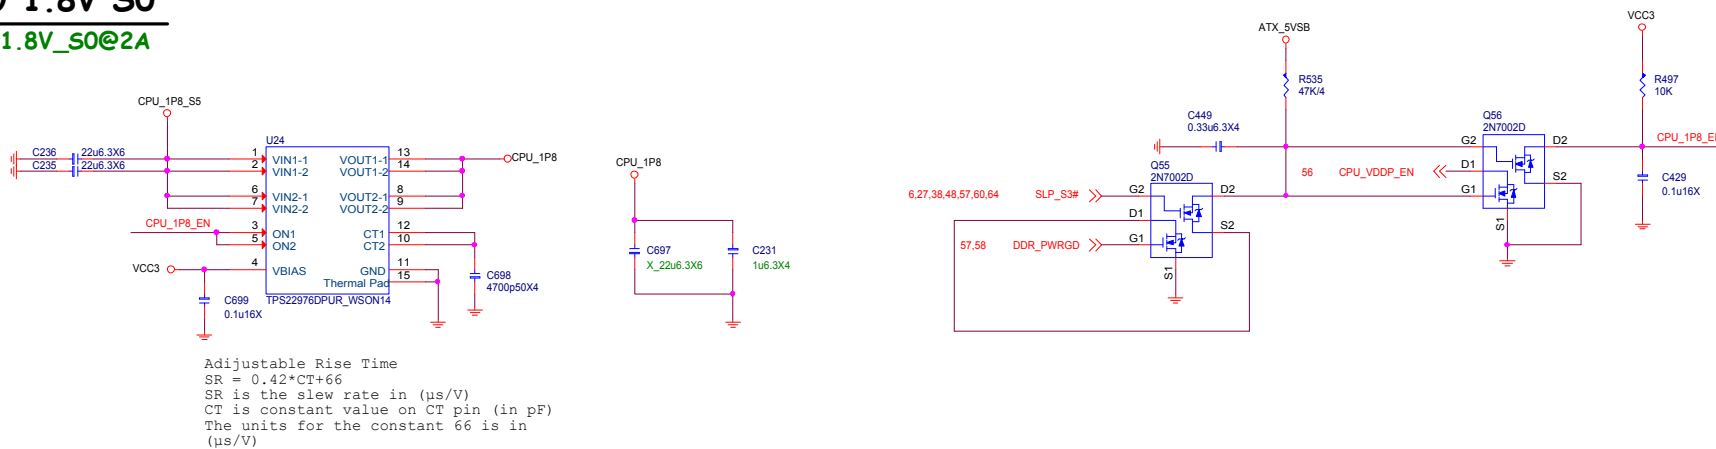 1.8V S0
1.8V_S0@2A
CPU_1P8_S5
C236 22u6.3X6
C235 22u6.3X6
U24
1 VIN1-1 VOUT1-1 13
2 VIN1-2 VOUT1-2 14
6 VIN2-1 VOUT2-1 8
7 VIN2-2 VOUT2-2 9
CPU_1P8
CPU_1P8_EN
3 ON1 CT1 12
5 ON2 CT2 10
VCC3
4 VBIAS GND 11
Thermal Pad 15
TPS22976DPUR_WSON14
C699
0.1u16X
C698
4700p50X4
Adijustable Rise Time
SR = 0.42*CT+66
SR is the slew rate in (µs/V)
CT is constant value on CT pin (in pF)
The units for the constant 66 is in
(µs/V)
CPU_1P8
C697
X_22u6.3X6
C231
1u6.3X4
ATX_5VSB
R535
47K/4
C449
0.33u6.3X4
Q55
2N7002D
6,27,38,48,57,60,64 SLP_S3#
G2 D2
D1 S2
57,58 DDR_PWRGD
G1
S1
Q56
2N7002D
G2 D2
56 CPU_VDDP_EN
D1 S2
G1
S1
VCC3
R497
10K
CPU_1P8_E
C429
0.1u16X